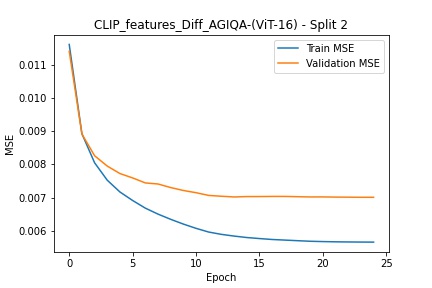 CLIP_features_Diff_AGIQA-(ViT-16) - Split 2
Train MSE
Validation MSE
0.011
0.010
0.009
0.008
0.007
0.006
MSE
0
5
10
15
20
25
Epoch